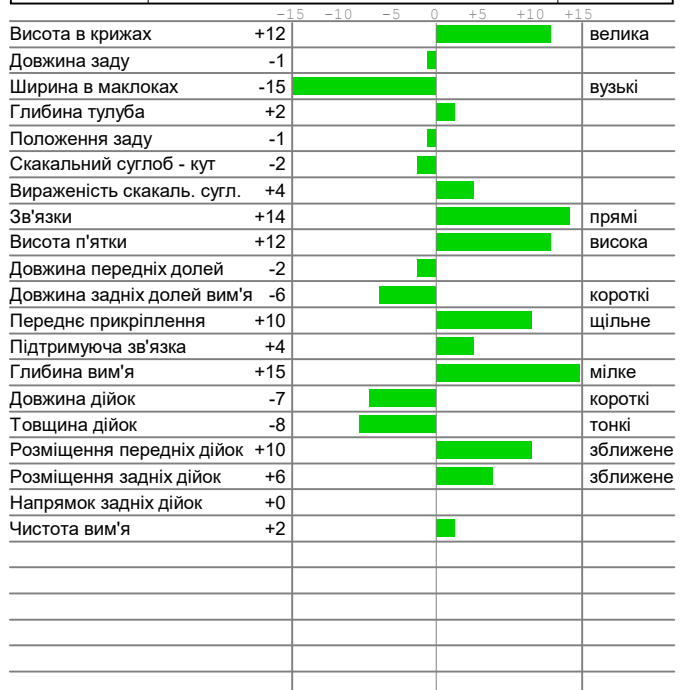 -15 -10 -5 0 +5 +10 +15
Висота в крижах +12 велика
Довжина заду -1
Ширина в маклоках -15 вузькі
Глибина тулуба +2
Положення заду -1
Скакальний суглоб - кут -2
Вираженість скакаль. сугл. +4
Зв'язки +14 прямі
Висота п'ятки +12 висока
Довжина передніх долей -2
Довжина задніх долей вим'я -6 короткі
Переднє прикріплення +10 щільне
Підтримуюча зв'язка +4
Глибина вим'я +15 мілке
Довжина дійок -7 короткі
Товщина дійок -8 тонкі
Розміщення передніх дійок +10 зближене
Розміщення задніх дійок +6 зближене
Напрямок задніх дійок +0
Чистота вим'я +2